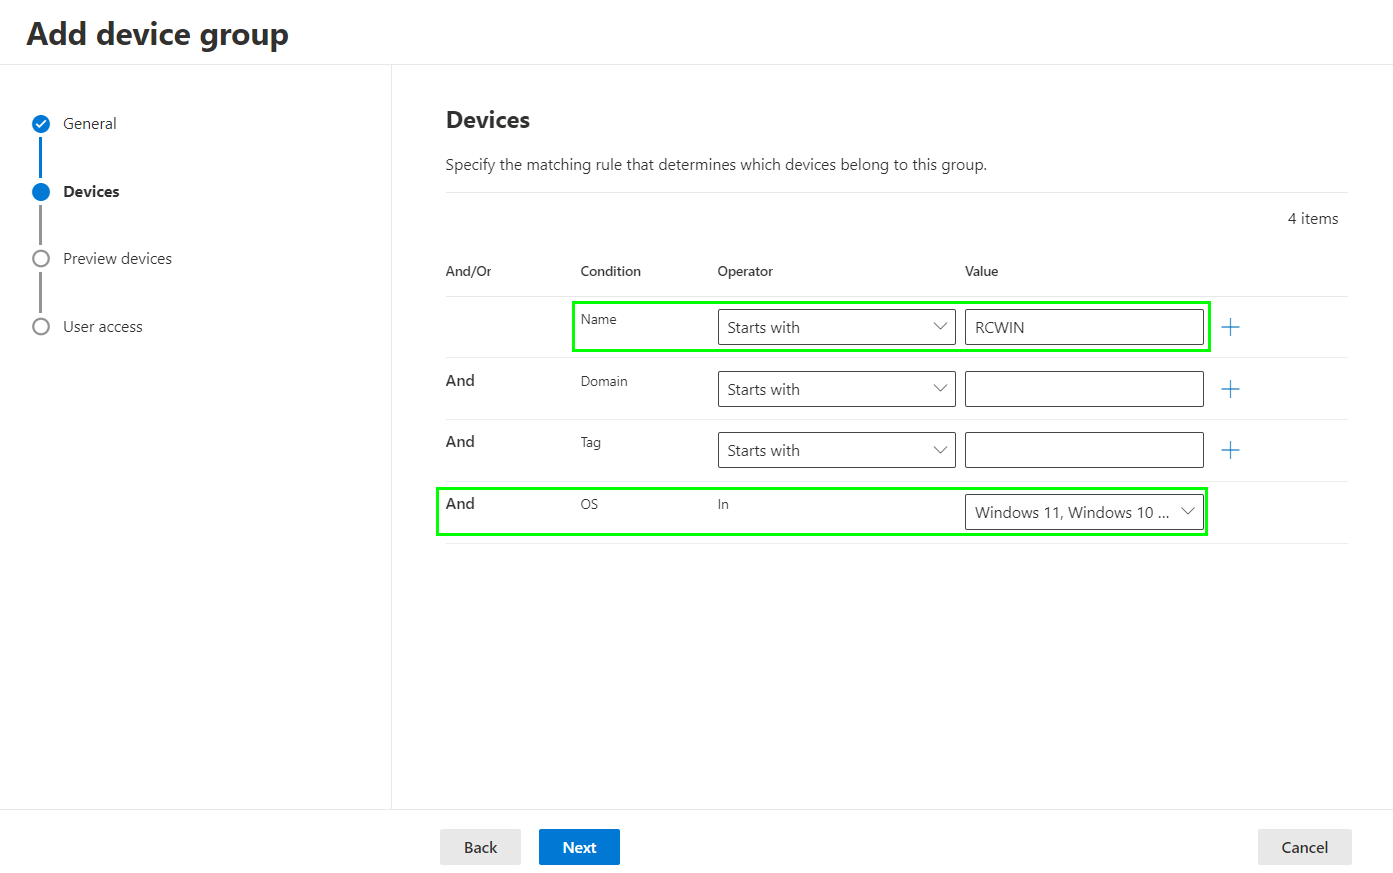 Add device group
General
Devices
Preview devices
User access
Devices
Specify the matching rule that determines which devices belong to this group.
4 items
And/Or Condition Operator Value
Name Starts with RCWIN
And Domain Starts with
And Tag Starts with
And OS In Windows 11, Windows 10 ...
Back Next Cancel